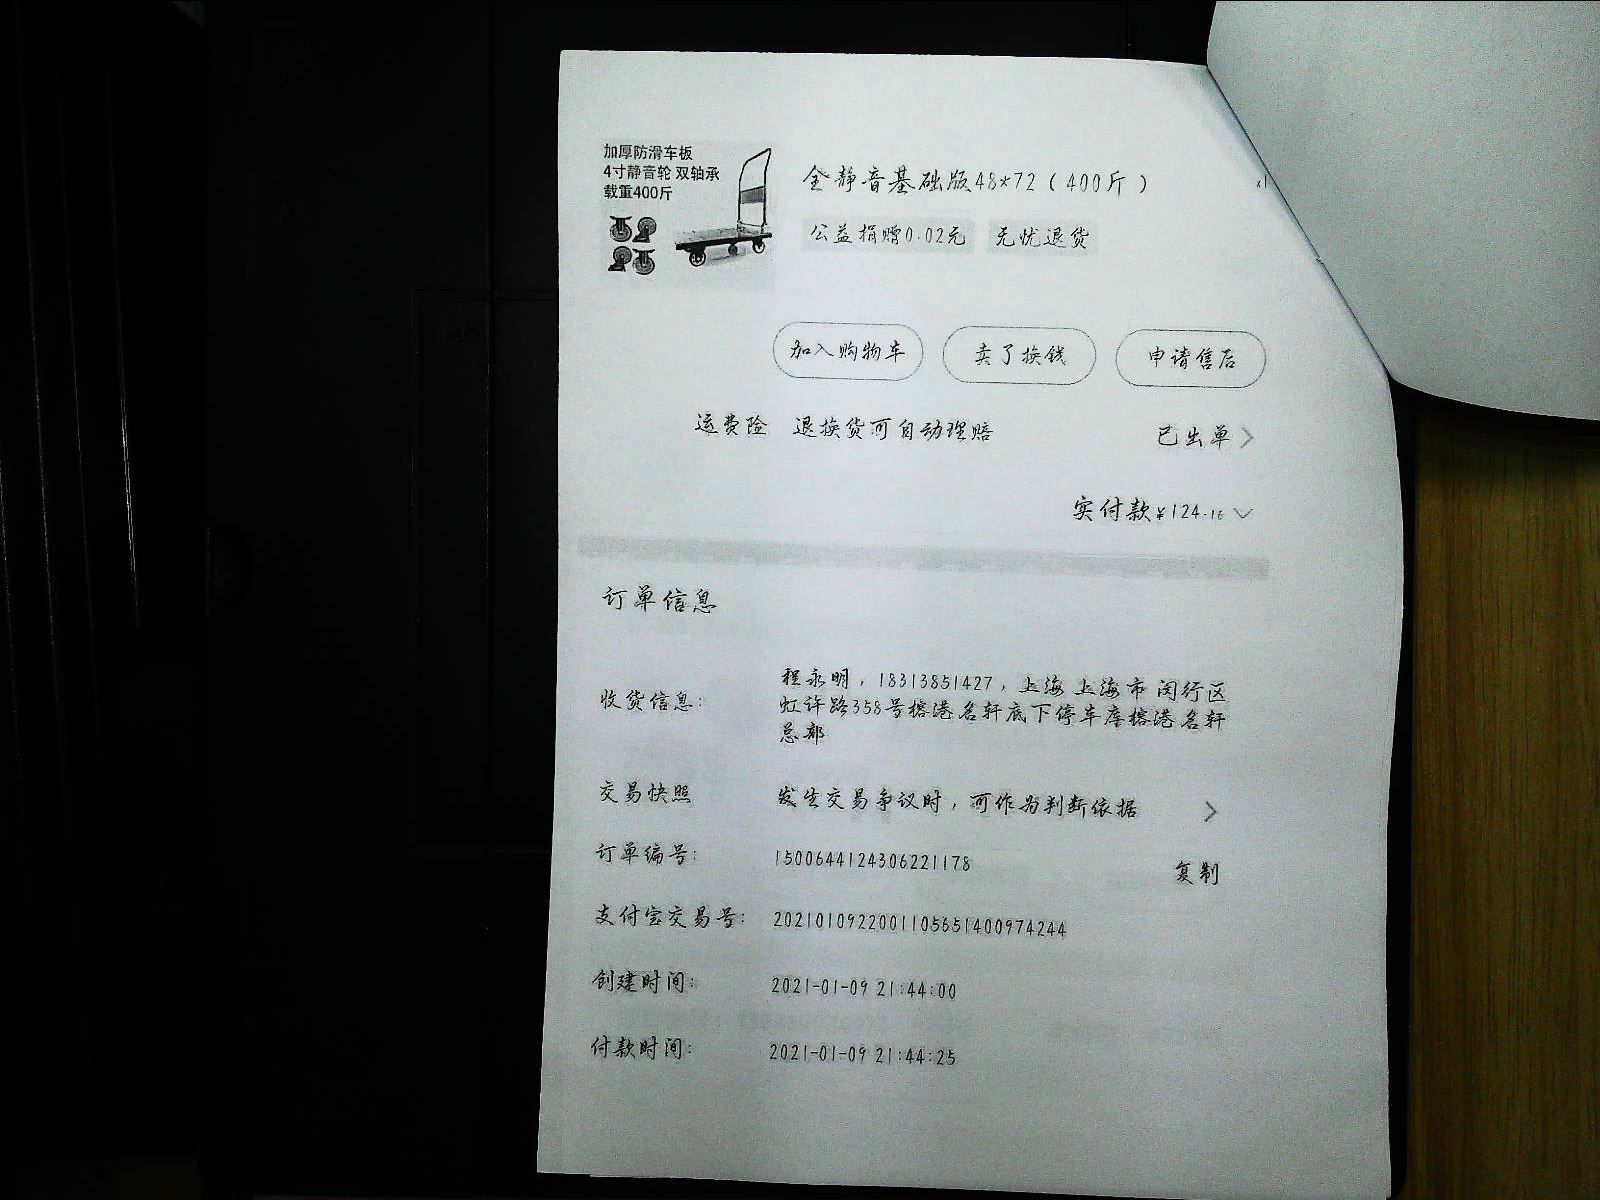 加厚防滑车板
4寸静音轮 双轴承
载重400斤
全静音基础版48*72（400斤）
x1
公益捐赠0.02元 无忧退货
加入购物车 卖了换钱 申请售后
运费险 退换货可自动理赔 已出单
实付款¥124.16
订单信息
收货信息:
程永明，18313851427，上海 上海市 闵行区
虹许路358号榕港名轩底下停车库榕港名轩
总部
交易快照 发生交易争议时，可作为判断依据
订单编号: 1500644124306221178 复制
支付宝交易号: 2021010922001105651400974244
创建时间: 2021-01-09 21:44:00
付款时间: 2021-01-09 21:44:25